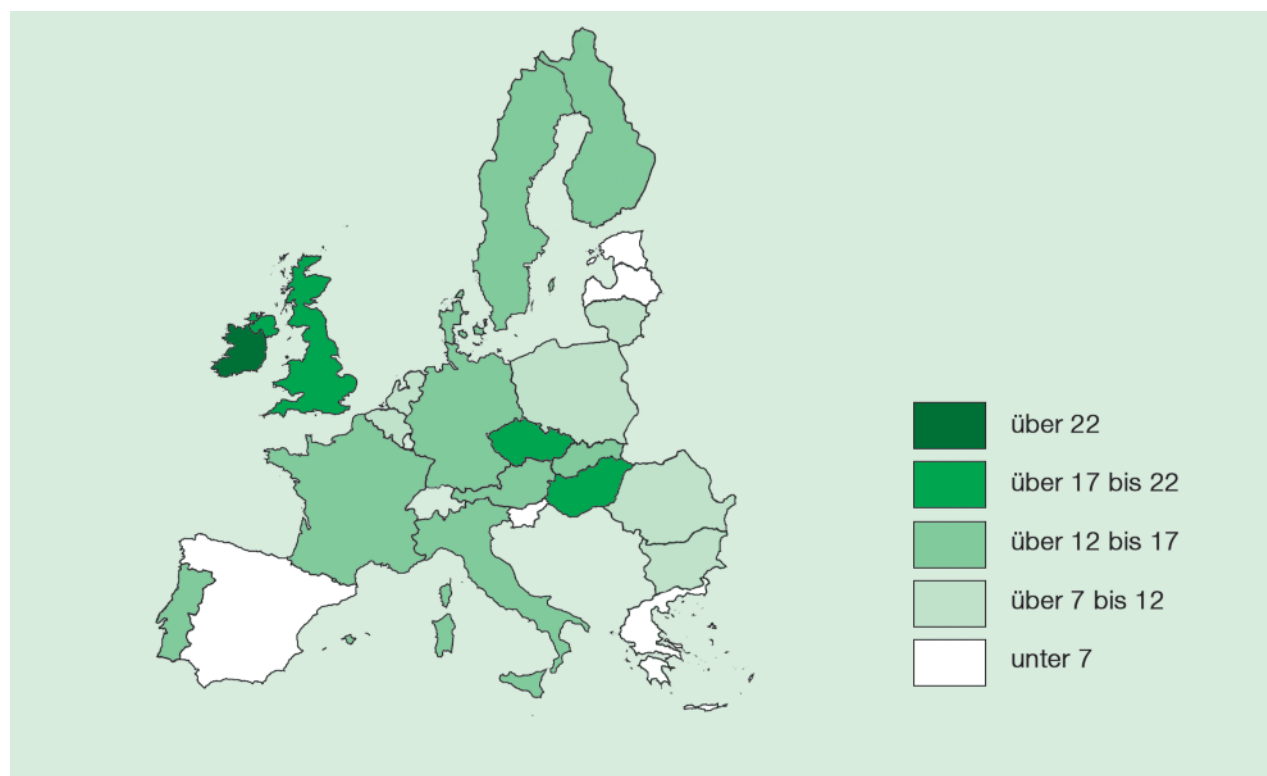 über 22
über 17 bis 22
über 12 bis 17
über 7 bis 12
unter 7